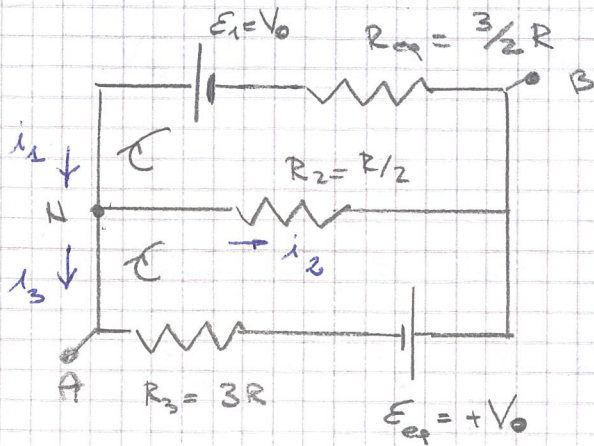 ε₁=V₀
Req = 3/2 R
B
i₁
R₂= R/2
N
i₂
i₃
A
R₃ = 3R
εeq = +V₀